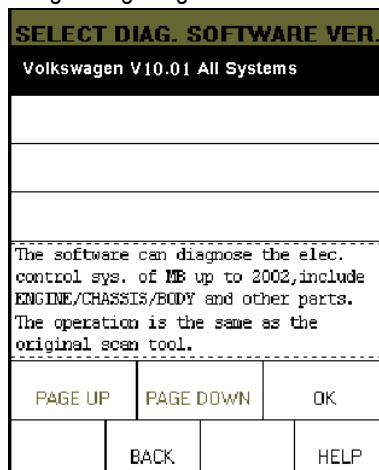 SELECT DIAG. SOFTWARE VER.
Volkswagen V10.01 All Systems
The software can diagnose the elec.
control sys. of MB up to 2002,include
ENGINE/CHASSIS/BODY and other parts.
The operation is the same as the
original scan tool.
PAGE UP PAGE DOWN OK
BACK HELP